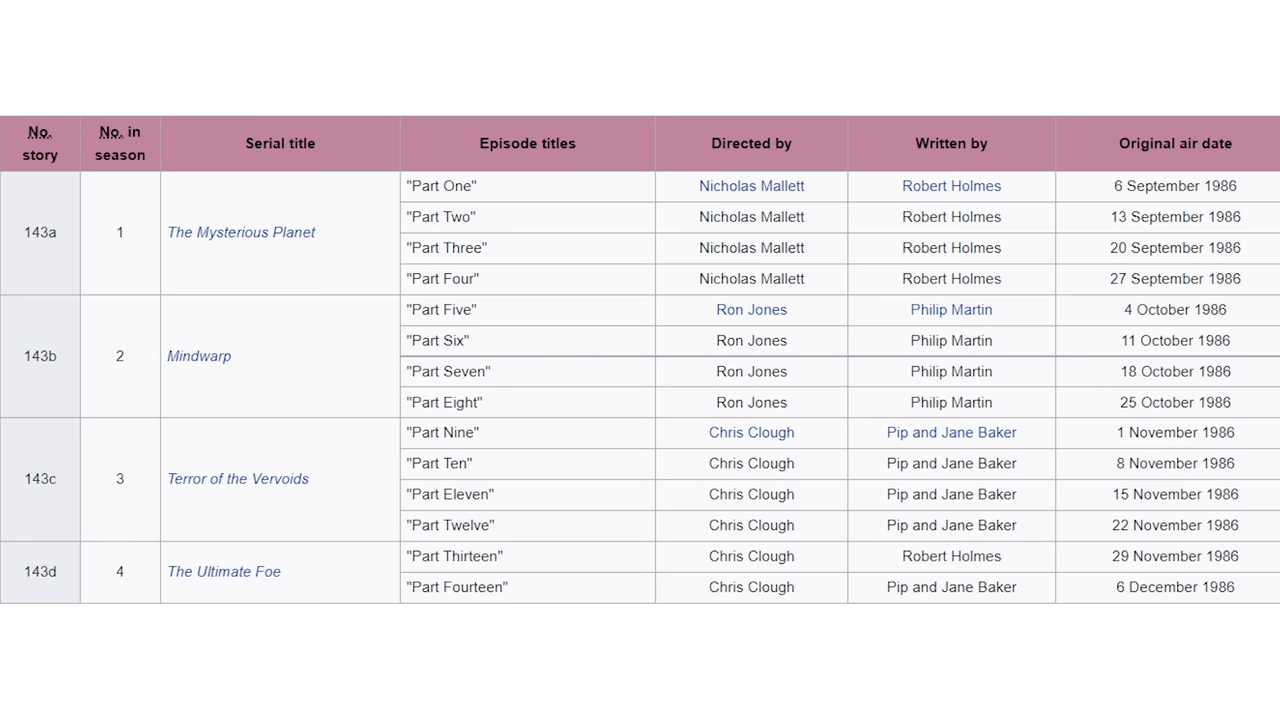 No. story | No. in season | Serial title | Episode titles | Directed by | Written by | Original air date
143a | 1 | The Mysterious Planet | "Part One" | Nicholas Mallett | Robert Holmes | 6 September 1986
"Part Two" | Nicholas Mallett | Robert Holmes | 13 September 1986
"Part Three" | Nicholas Mallett | Robert Holmes | 20 September 1986
"Part Four" | Nicholas Mallett | Robert Holmes | 27 September 1986
143b | 2 | Mindwarp | "Part Five" | Ron Jones | Philip Martin | 4 October 1986
"Part Six" | Ron Jones | Philip Martin | 11 October 1986
"Part Seven" | Ron Jones | Philip Martin | 18 October 1986
"Part Eight" | Ron Jones | Philip Martin | 25 October 1986
143c | 3 | Terror of the Vervoids | "Part Nine" | Chris Clough | Pip and Jane Baker | 1 November 1986
"Part Ten" | Chris Clough | Pip and Jane Baker | 8 November 1986
"Part Eleven" | Chris Clough | Pip and Jane Baker | 15 November 1986
"Part Twelve" | Chris Clough | Pip and Jane Baker | 22 November 1986
143d | 4 | The Ultimate Foe | "Part Thirteen" | Chris Clough | Robert Holmes | 29 November 1986
"Part Fourteen" | Chris Clough | Pip and Jane Baker | 6 December 1986